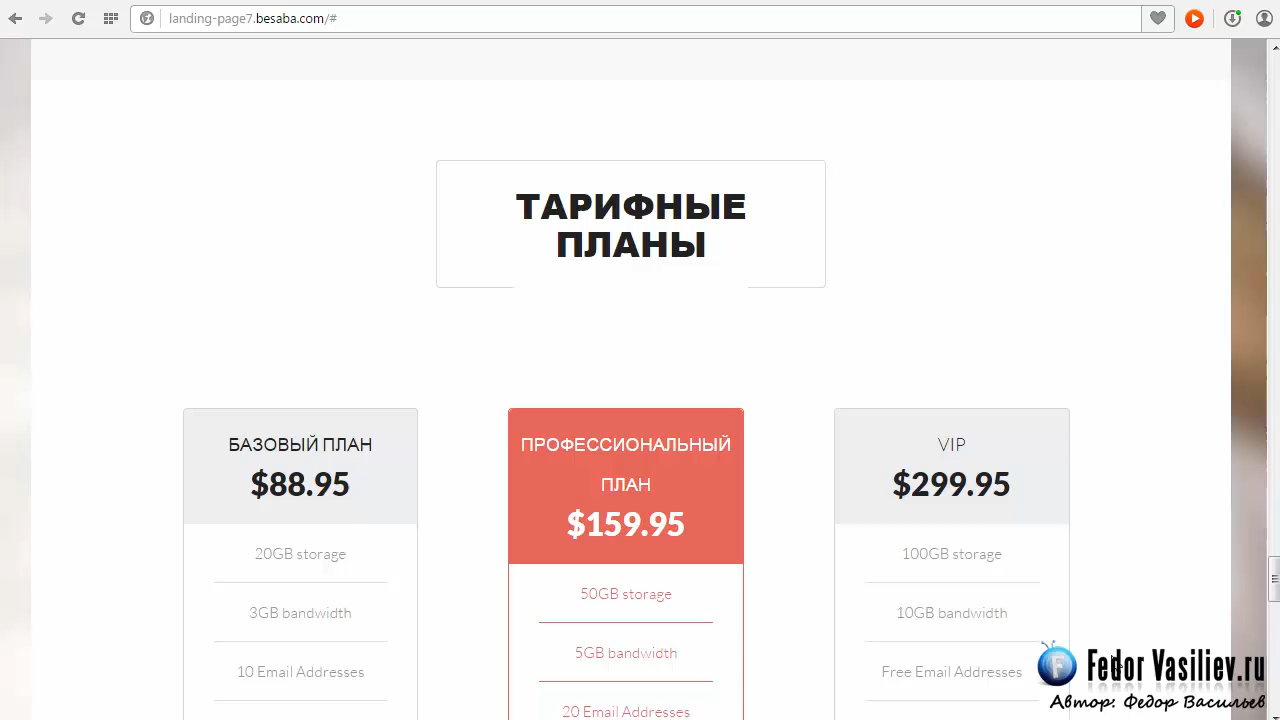 landing-page7.besaba.com/#
ТАРИФНЫЕ
ПЛАНЫ
БАЗОВЫЙ ПЛАН
$88.95
20GB storage
3GB bandwidth
10 Email Addresses
ПРОФЕССИОНАЛЬНЫЙ
ПЛАН
$159.95
50GB storage
5GB bandwidth
20 Email Addresses
VIP
$299.95
100GB storage
10GB bandwidth
Free Email Addresses
F Fedor Vasiliev.ru
Автор: Федор Васильев